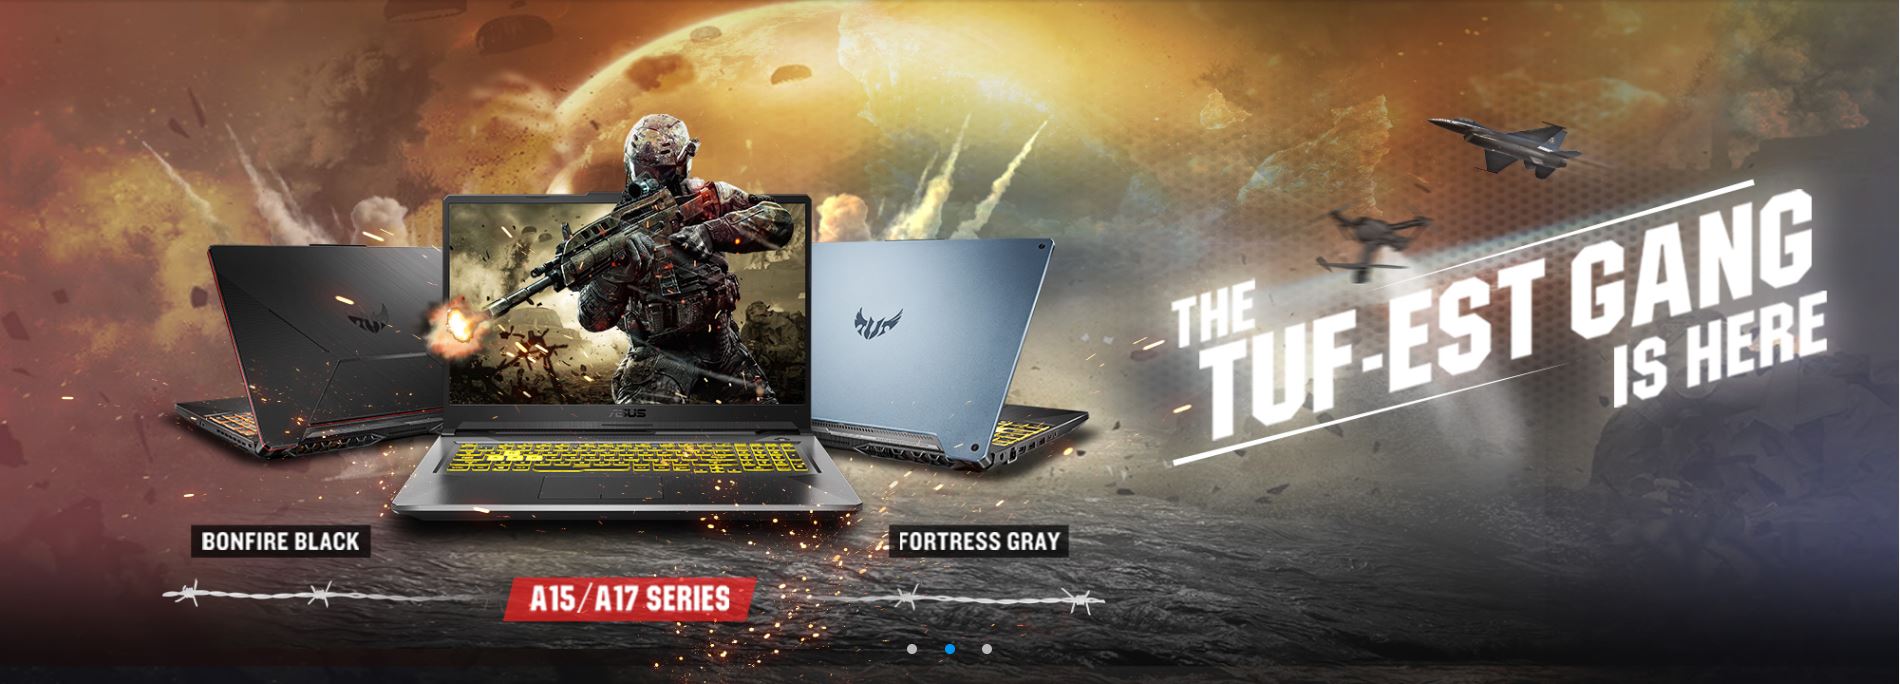 THE
TUF-EST GANG
IS HERE
ASUS
BONFIRE BLACK
FORTRESS GRAY
A15/A17 SERIES